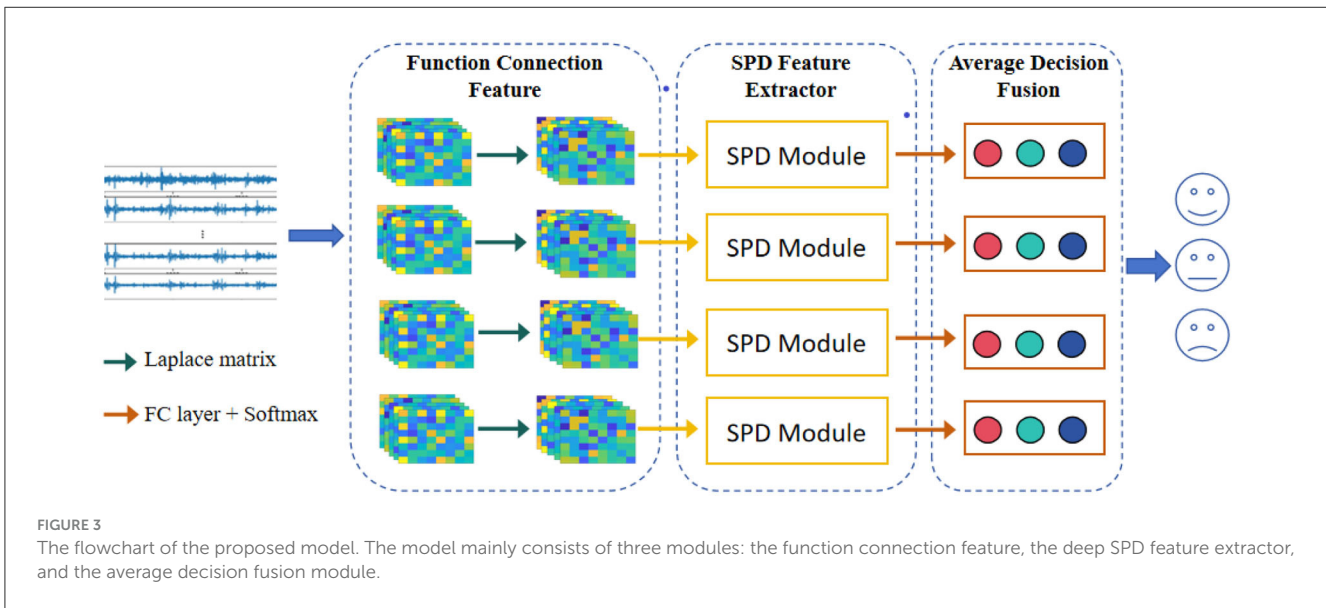 Function Connection
Feature
SPD Feature
Extractor
Average Decision
Fusion
SPD Module
SPD Module
SPD Module
SPD Module
Laplace matrix
FC layer + Softmax
FIGURE 3
The flowchart of the proposed model. The model mainly consists of three modules: the function connection feature, the deep SPD feature extractor,
and the average decision fusion module.